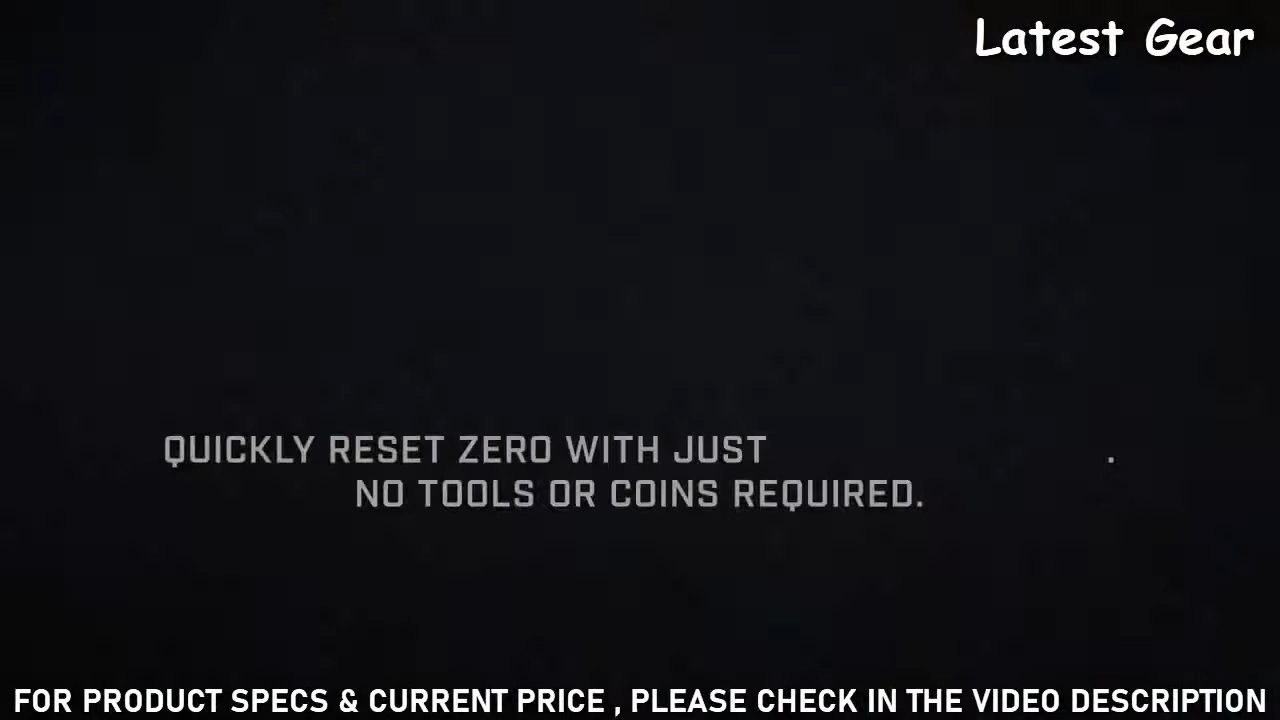 Latest Gear
QUICKLY RESET ZERO WITH JUST .
NO TOOLS OR COINS REQUIRED.
FOR PRODUCT SPECS & CURRENT PRICE , PLEASE CHECK IN THE VIDEO DESCRIPTION